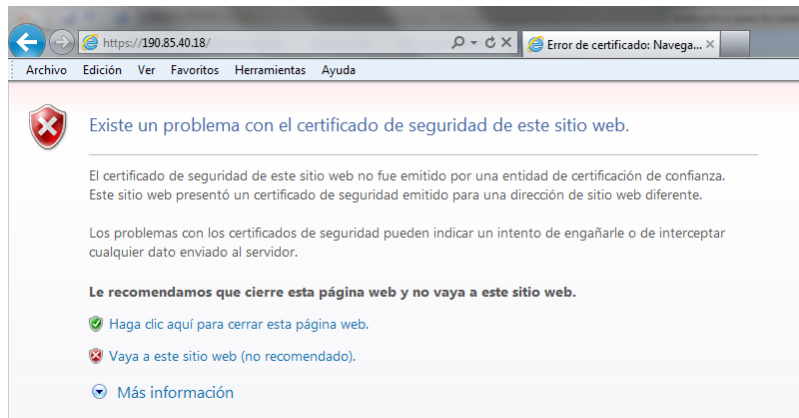 https://190.85.40.18/
Error de certificado: Navega...
Archivo Edición Ver Favoritos Herramientas Ayuda
Existe un problema con el certificado de seguridad de este sitio web.
El certificado de seguridad de este sitio web no fue emitido por una entidad de certificación de confianza.
Este sitio web presentó un certificado de seguridad emitido para una dirección de sitio web diferente.
Los problemas con los certificados de seguridad pueden indicar un intento de engañarle o de interceptar
cualquier dato enviado al servidor.
Le recomendamos que cierre esta página web y no vaya a este sitio web.
Haga clic aquí para cerrar esta página web.
Vaya a este sitio web (no recomendado).
Más información